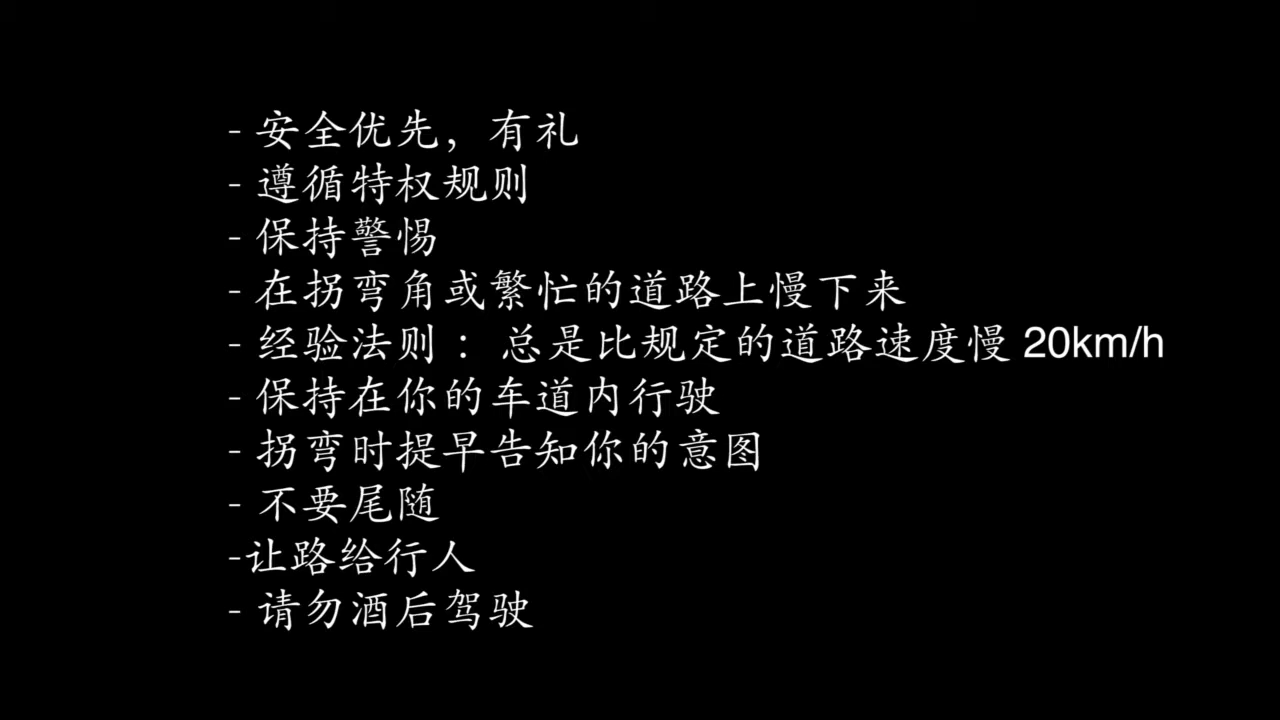 - 安全优先，有礼
- 遵循特权规则
- 保持警惕
- 在拐弯角或繁忙的道路上慢下来
- 经验法则： 总是比规定的道路速度慢 20km/h
- 保持在你的车道内行驶
- 拐弯时提早告知你的意图
- 不要尾随
-让路给行人
- 请勿酒后驾驶